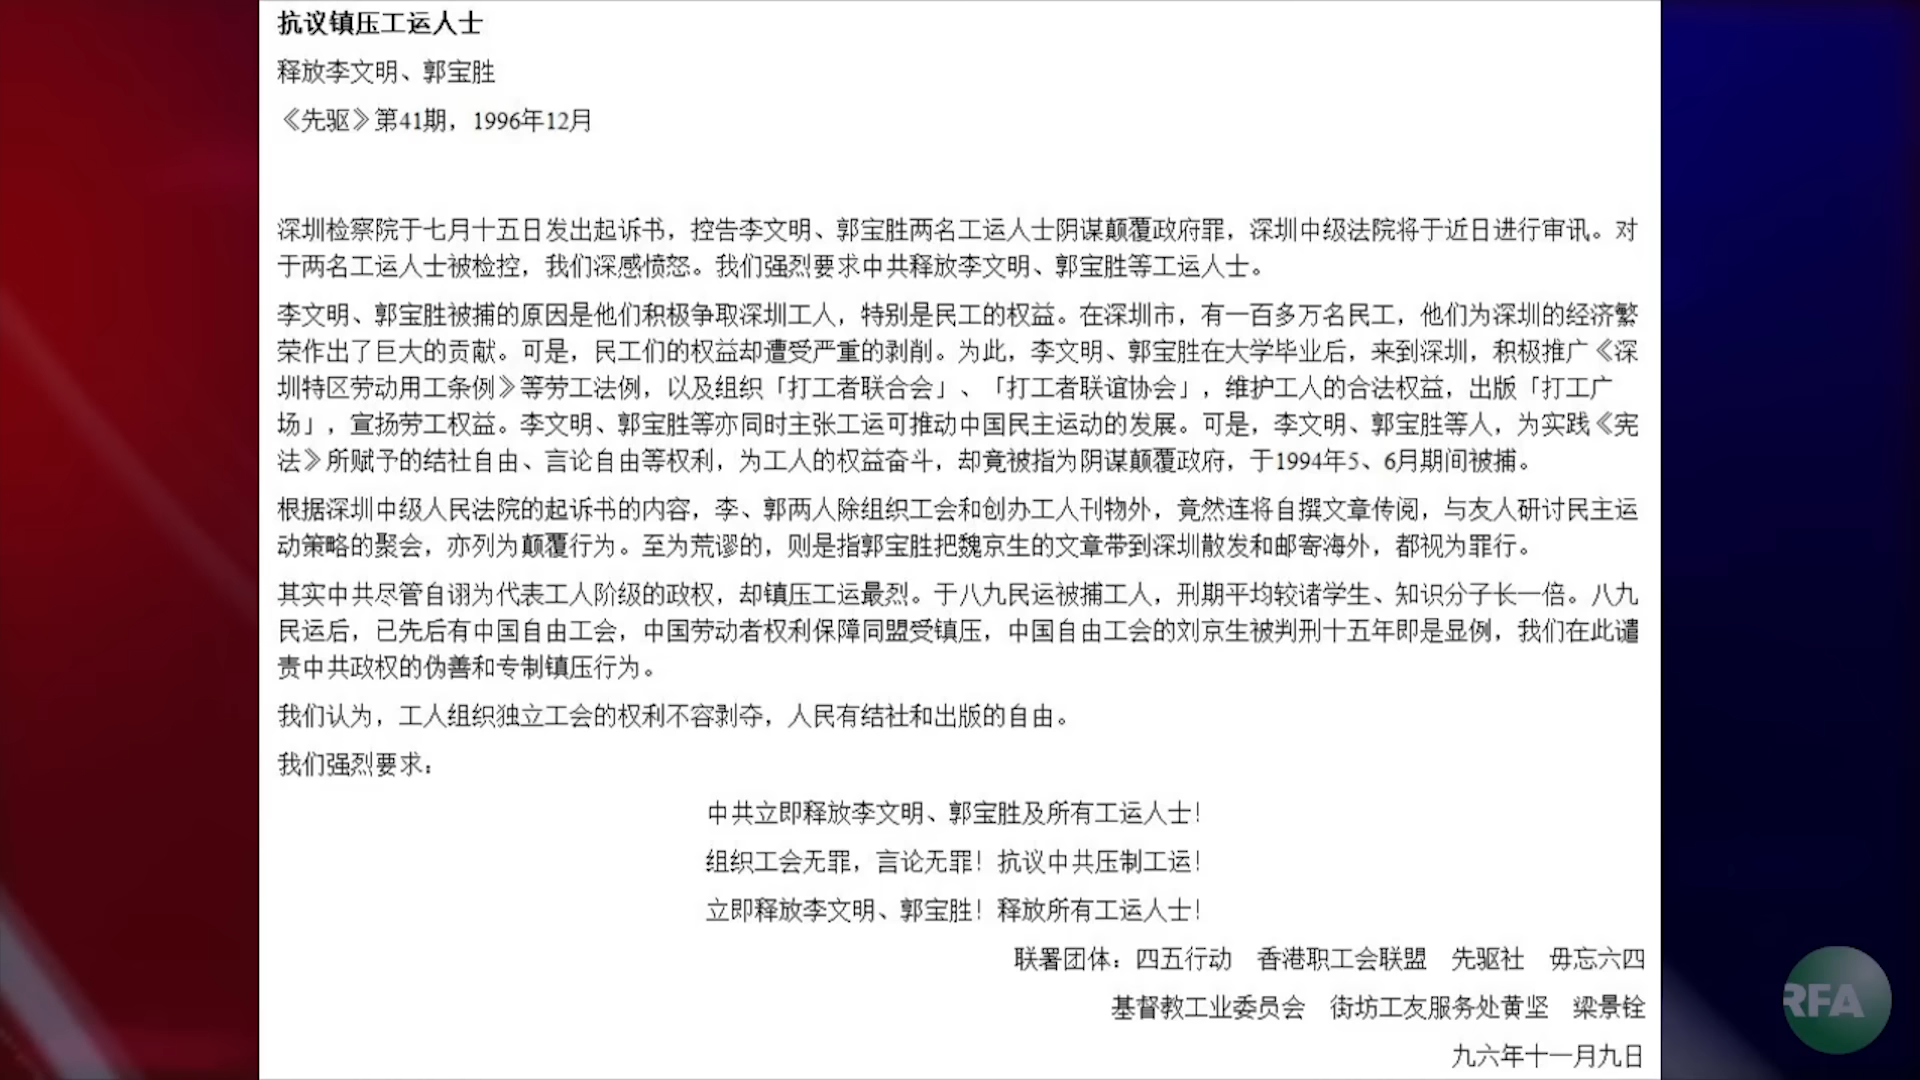 抗议镇压工运人士
释放李文明、郭宝胜
《先驱》第41期，1996年12月
深圳检察院于七月十五日发出起诉书，控告李文明、郭宝胜两名工运人士阴谋颠覆政府罪，深圳中级法院将于近日进行审讯。对
于两名工运人士被检控，我们深感愤怒。我们强烈要求中共释放李文明、郭宝胜等工运人士。
李文明、郭宝胜被捕的原因是他们积极争取深圳工人，特别是民工的权益。在深圳市，有一百多万名民工，他们为深圳的经济繁
荣作出了巨大的贡献。可是，民工们的权益却遭受严重的剥削。为此，李文明、郭宝胜在大学毕业后，来到深圳，积极推广《深
圳特区劳动用工条例》等劳工法例，以及组织「打工者联合会」、「打工者联谊协会」，维护工人的合法权益，出版「打工广
场」，宣扬劳工权益。李文明、郭宝胜等亦同时主张工运可推动中国民主运动的发展。可是，李文明、郭宝胜等人，为实践《宪
法》所赋予的结社自由、言论自由等权利，为工人的权益奋斗，却竟被指为阴谋颠覆政府，于1994年5、6月期间被捕。
根据深圳中级人民法院的起诉书的内容，李、郭两人除组织工会和创办工人刊物外，竟然连将自撰文章传阅，与友人研讨民主运
动策略的聚会，亦列为颠覆行为。至为荒谬的，则是指郭宝胜把魏京生的文章带到深圳散发和邮寄海外，都视为罪行。
其实中共尽管自诩为代表工人阶级的政权，却镇压工运最烈。于八九民运被捕工人，刑期平均较诸学生、知识分子长一倍。八九
民运后，已先后有中国自由工会，中国劳动者权利保障同盟受镇压，中国自由工会的刘京生被判刑十五年即是显例，我们在此谴
责中共政权的伪善和专制镇压行为。
我们认为，工人组织独立工会的权利不容剥夺，人民有结社和出版的自由。
我们强烈要求：
中共立即释放李文明、郭宝胜及所有工运人士！
组织工会无罪，言论无罪！抗议中共压制工运！
立即释放李文明、郭宝胜！释放所有工运人士！
联署团体：四五行动　香港职工会联盟　先驱社　毋忘六四
基督教工业委员会　街坊工友服务处黄坚　梁景铨
九六年十一月九日
RFA